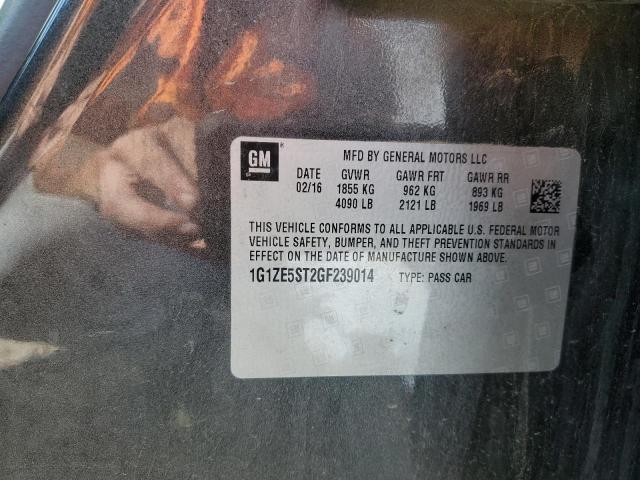 GM ®
MFD BY GENERAL MOTORS LLC
DATE GVWR GAWR FRT GAWR RR
02/16 1855 KG 962 KG 893 KG
4090 LB 2121 LB 1969 LB
THIS VEHICLE CONFORMS TO ALL APPLICABLE U.S. FEDERAL MOTOR
VEHICLE SAFETY, BUMPER, AND THEFT PREVENTION STANDARDS IN
EFFECT ON THE DATE OF MANUFACTURE SHOWN ABOVE.
1G1ZE5ST2GF239014 TYPE: PASS CAR